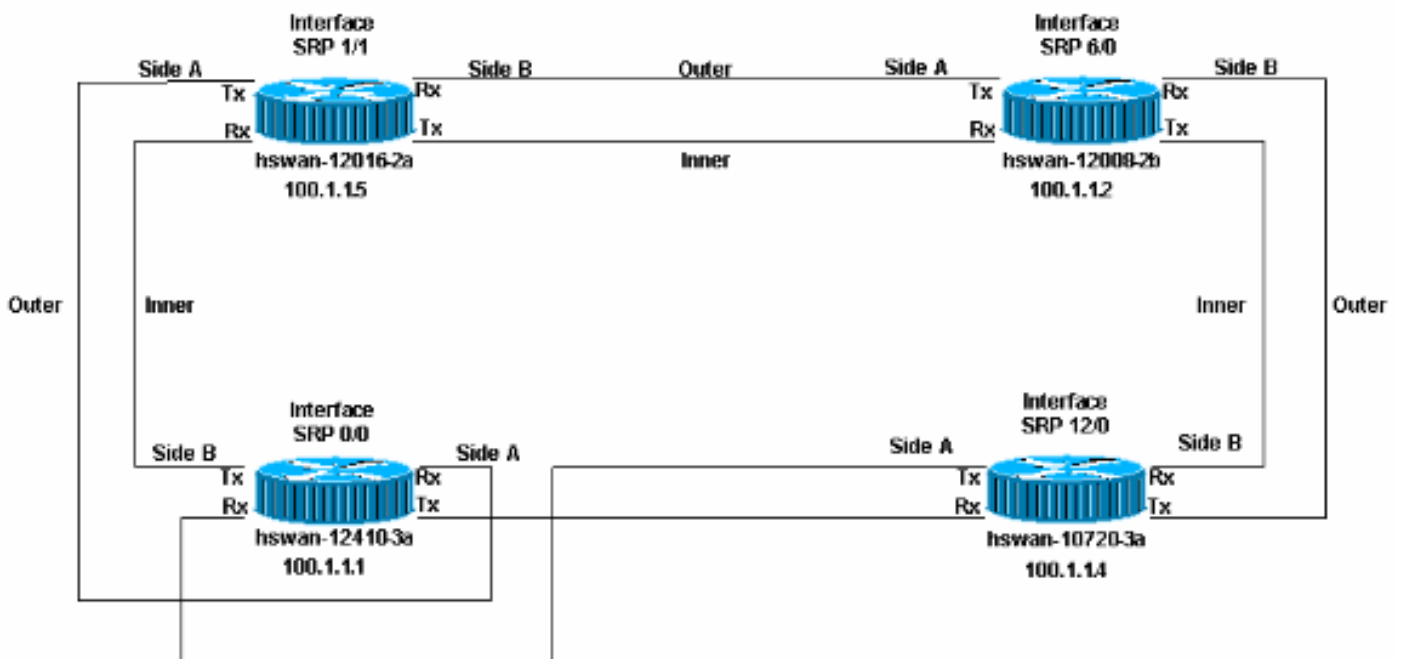 Interface
SRP 1/1
Interface
SRP 6/0
Side A
Side B
Outer
Side A
Side B
Tx
Rx
Tx
Rx
Rx
Tx
Rx
Tx
hswan-12016-2a
Inner
hswan-12008-2b
100.1.1.5
100.1.1.2
Outer
Inner
Inner
Outer
Interface
SRP 0/0
Interface
SRP 12/0
Side B
Side A
Side A
Side B
Tx
Rx
Tx
Rx
Rx
Tx
Rx
Tx
hswan-12410-3a
hswan-10720-3a
100.1.1.1
100.1.1.4